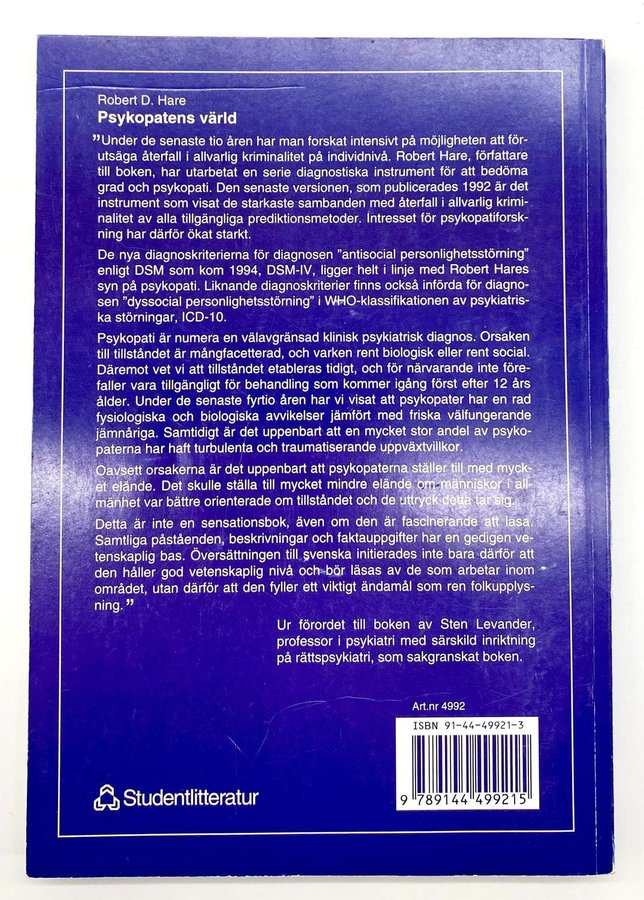 Robert D. Hare
Psykopatens värld
"Under de senaste tio åren har man forskat intensivt på möjligheten att för-
utsäga återfall i allvarlig kriminalitet på individnivå. Robert Hare, författare
till boken, har utarbetat en serie diagnostiska instrument för att bedöma
grad och psykopati. Den senaste versionen, som publicerades 1992 är det
instrument som visat de starkaste sambanden med återfall i allvarlig krimi-
nalitet av alla tillgängliga prediktionsmetoder. Intresset för psykopatiforsk-
ning har därför ökat starkt.
De nya diagnoskriterierna för diagnosen "antisocial personlighetsstörning"
enligt DSM som kom 1994, DSM-IV, ligger helt i linje med Robert Hares
syn på psykopati. Liknande diagnoskriterier finns också införda för diagno-
sen "dyssocial personlighetsstörning" i WHO-klassifikationen av psykiatris-
ka störningar, ICD-10.
Psykopati är numera en välavgränsad klinisk psykiatrisk diagnos. Orsaken
till tillståndet är mångfacetterad, och varken rent biologisk eller rent social.
Däremot vet vi att tillståndet etableras tidigt, och för närvarande inte före-
faller vara tillgängligt för behandling som kommer igång först efter 12 års
ålder. Under de senaste fyrtio åren har vi visat att psykopater har en rad
fysiologiska och biologiska avvikelser jämfört med friska välfungerande
jämnåriga. Samtidigt är det uppenbart att en mycket stor andel av psyko-
paterna har haft turbulenta och traumatiserande uppväxtvillkor.
Oavsett orsakerna är det uppenbart att psykopaterna ställer till med myck-
et elände. Det skulle ställa till mycket mindre elände om människor i all-
mänhet var bättre orienterade om tillståndet och de uttryck detta tar sig.
Detta är inte en sensationsbok, även om den är fascinerande att läsa.
Samtliga påståenden, beskrivningar och faktauppgifter har en gedigen ve-
tenskaplig bas. Översättningen till svenska initierades inte bara därför att
den håller god vetenskaplig nivå och bör läsas av de som arbetar inom
området, utan därför att den fyller ett viktigt ändamål som ren folkupplys-
ning."
Ur förordet till boken av Sten Levander,
professor i psykiatri med särskild inriktning
på rättspsykiatri, som sakgranskat boken.
Art.nr 4992
ISBN 91-44-49921-3
9 789144 499215
Studentlitteratur